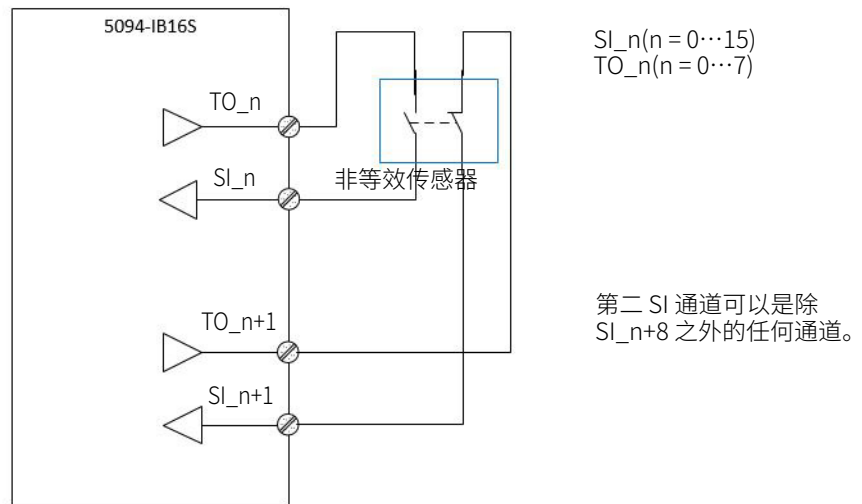 5094-IB16S
SI_n(n = 0…15)
TO_n(n = 0…7)
TO_n
SI_n
非等效传感器
第二 SI 通道可以是除
SI_n+8 之外的任何通道。
TO_n+1
SI_n+1